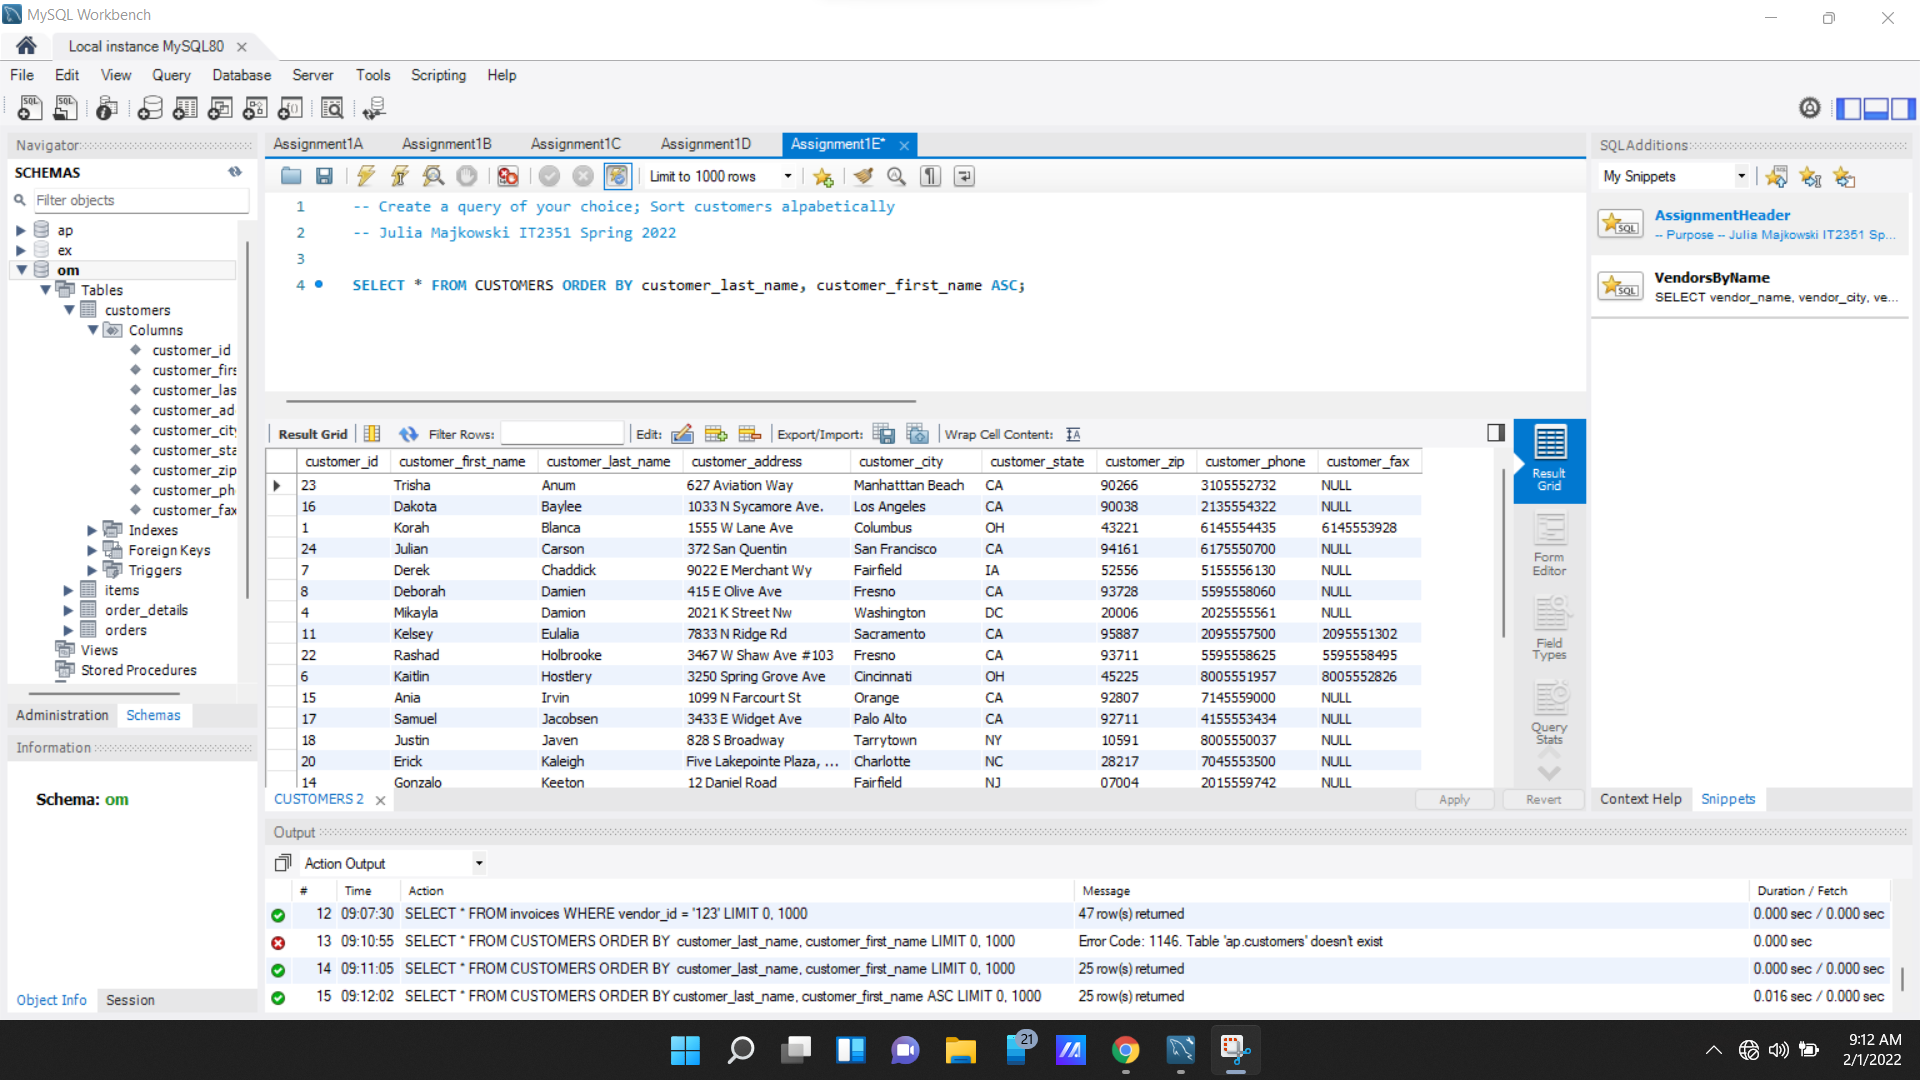 MySQL Workbench
Local instance MySQL80
File Edit View Query Database Server Tools Scripting Help
Navigator
SCHEMAS
Filter objects
ap
ex
om
Tables
customers
Columns
customer_id
customer_firs
customer_las
customer_ad
customer_city
customer_sta
customer_zip
customer_ph
customer_fax
Indexes
Foreign Keys
Triggers
items
order_details
orders
Views
Stored Procedures
Administration Schemas
Information
Schema: om
Object Info Session
Assignment1A Assignment1B Assignment1C Assignment1D Assignment1E*
Limit to 1000 rows
1 -- Create a query of your choice; Sort customers alpabetically
2 -- Julia Majkowski IT2351 Spring 2022
3
4 SELECT * FROM CUSTOMERS ORDER BY customer_last_name, customer_first_name ASC;
Result Grid Filter Rows: Edit: Export/Import: Wrap Cell Content:
customer_id customer_first_name customer_last_name customer_address customer_city customer_state customer_zip customer_phone customer_fax
23 Trisha Anum 627 Aviation Way Manhatttan Beach CA 90266 3105552732 NULL
16 Dakota Baylee 1033 N Sycamore Ave. Los Angeles CA 90038 2135554322 NULL
1 Korah Blanca 1555 W Lane Ave Columbus OH 43221 6145554435 6145553928
24 Julian Carson 372 San Quentin San Francisco CA 94161 6175550700 NULL
7 Derek Chaddick 9022 E Merchant Wy Fairfield IA 52556 5155556130 NULL
8 Deborah Damien 415 E Olive Ave Fresno CA 93728 5595558060 NULL
4 Mikayla Damion 2021 K Street Nw Washington DC 20006 2025555561 NULL
11 Kelsey Eulalia 7833 N Ridge Rd Sacramento CA 95887 2095557500 2095551302
22 Rashad Holbrooke 3467 W Shaw Ave #103 Fresno CA 93711 5595558625 5595558495
6 Kaitlin Hostlery 3250 Spring Grove Ave Cincinnati OH 45225 8005551957 8005552826
15 Ania Irvin 1099 N Farcourt St Orange CA 92807 7145559000 NULL
17 Samuel Jacobsen 3433 E Widget Ave Palo Alto CA 92711 4155553434 NULL
18 Justin Javen 828 S Broadway Tarrytown NY 10591 8005550037 NULL
20 Erick Kaleigh Five Lakepointe Plaza, ... Charlotte NC 28217 7045553500 NULL
14 Gonzalo Keeton 12 Daniel Road Fairfield NJ 07004 2015559742 NULL
CUSTOMERS 2
Apply Revert
Result Grid
Form Editor
Field Types
Query Stats
SQLAdditions
My Snippets
SQL AssignmentHeader
-- Purpose -- Julia Majkowski IT2351 Sp...
SQL VendorsByName
SELECT vendor_name, vendor_city, ve...
Context Help Snippets
Output
Action Output
# Time Action Message Duration / Fetch
12 09:07:30 SELECT * FROM invoices WHERE vendor_id = '123' LIMIT 0, 1000 47 row(s) returned 0.000 sec / 0.000 sec
13 09:10:55 SELECT * FROM CUSTOMERS ORDER BY customer_last_name, customer_first_name LIMIT 0, 1000 Error Code: 1146. Table 'ap.customers' doesn't exist 0.000 sec
14 09:11:05 SELECT * FROM CUSTOMERS ORDER BY customer_last_name, customer_first_name LIMIT 0, 1000 25 row(s) returned 0.000 sec / 0.000 sec
15 09:12:02 SELECT * FROM CUSTOMERS ORDER BY customer_last_name, customer_first_name ASC LIMIT 0, 1000 25 row(s) returned 0.016 sec / 0.000 sec
21
9:12 AM
2/1/2022